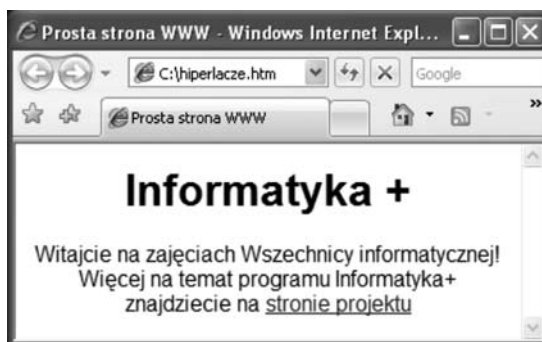 Prosta strona WWW - Windows Internet Expl...
C:\hiperlacze.htm
Google
Prosta strona WWW
»
Informatyka +
Witajcie na zajęciach Wszechnicy informatycznej!
Więcej na temat programu Informatyka+
znajdziecie na stronie projektu